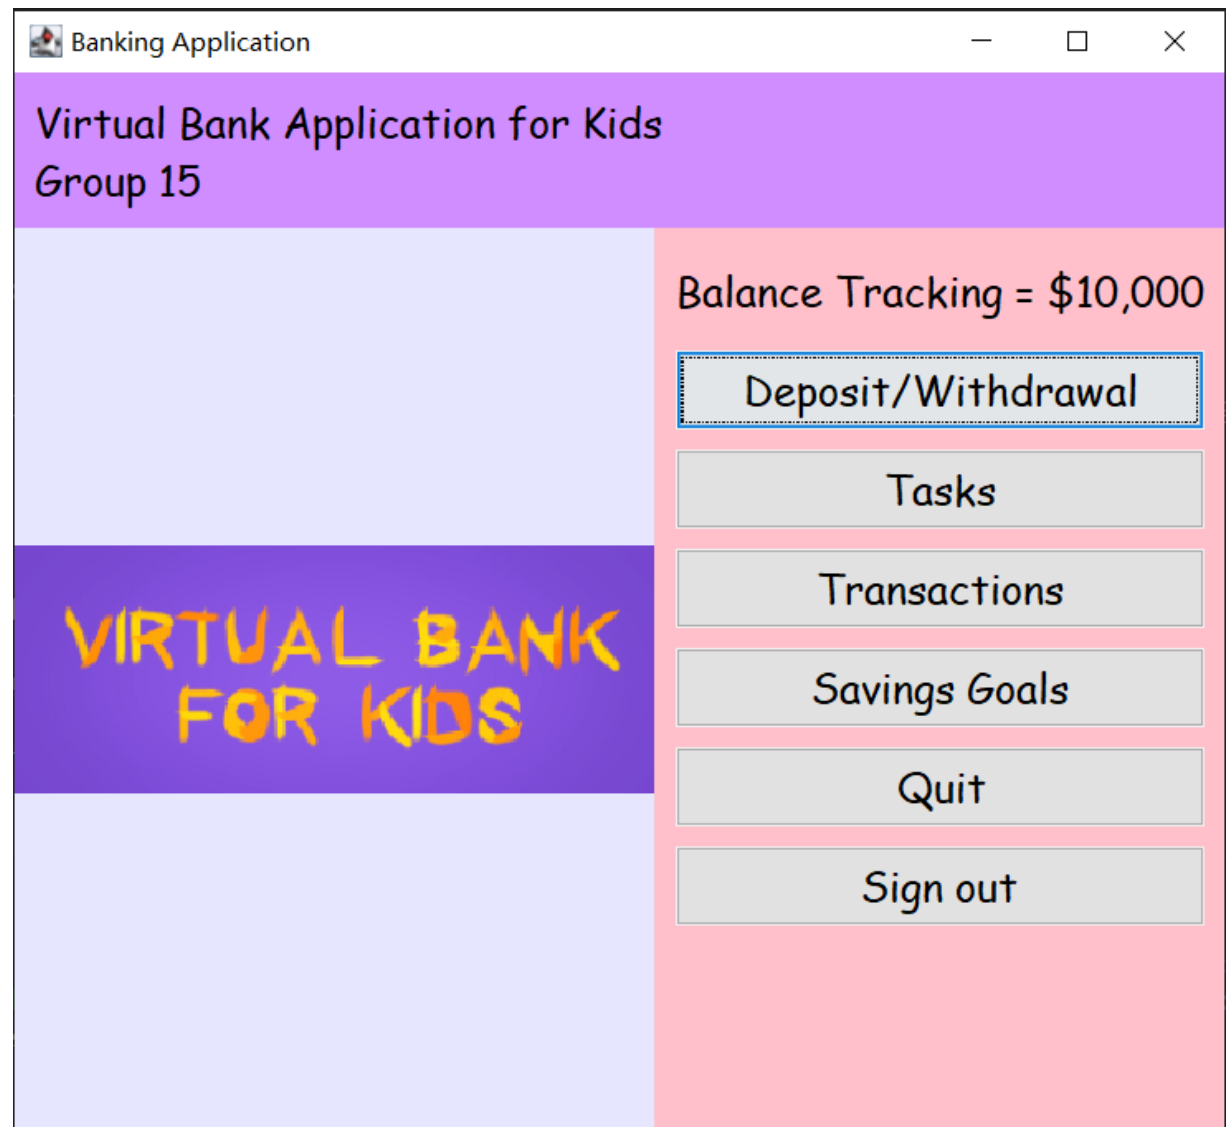 Banking Application
Virtual Bank Application for Kids
Group 15
Balance Tracking = $10,000
Deposit/Withdrawal
Tasks
Transactions
Savings Goals
Quit
Sign out
VIRTUAL BANK
FOR KIDS